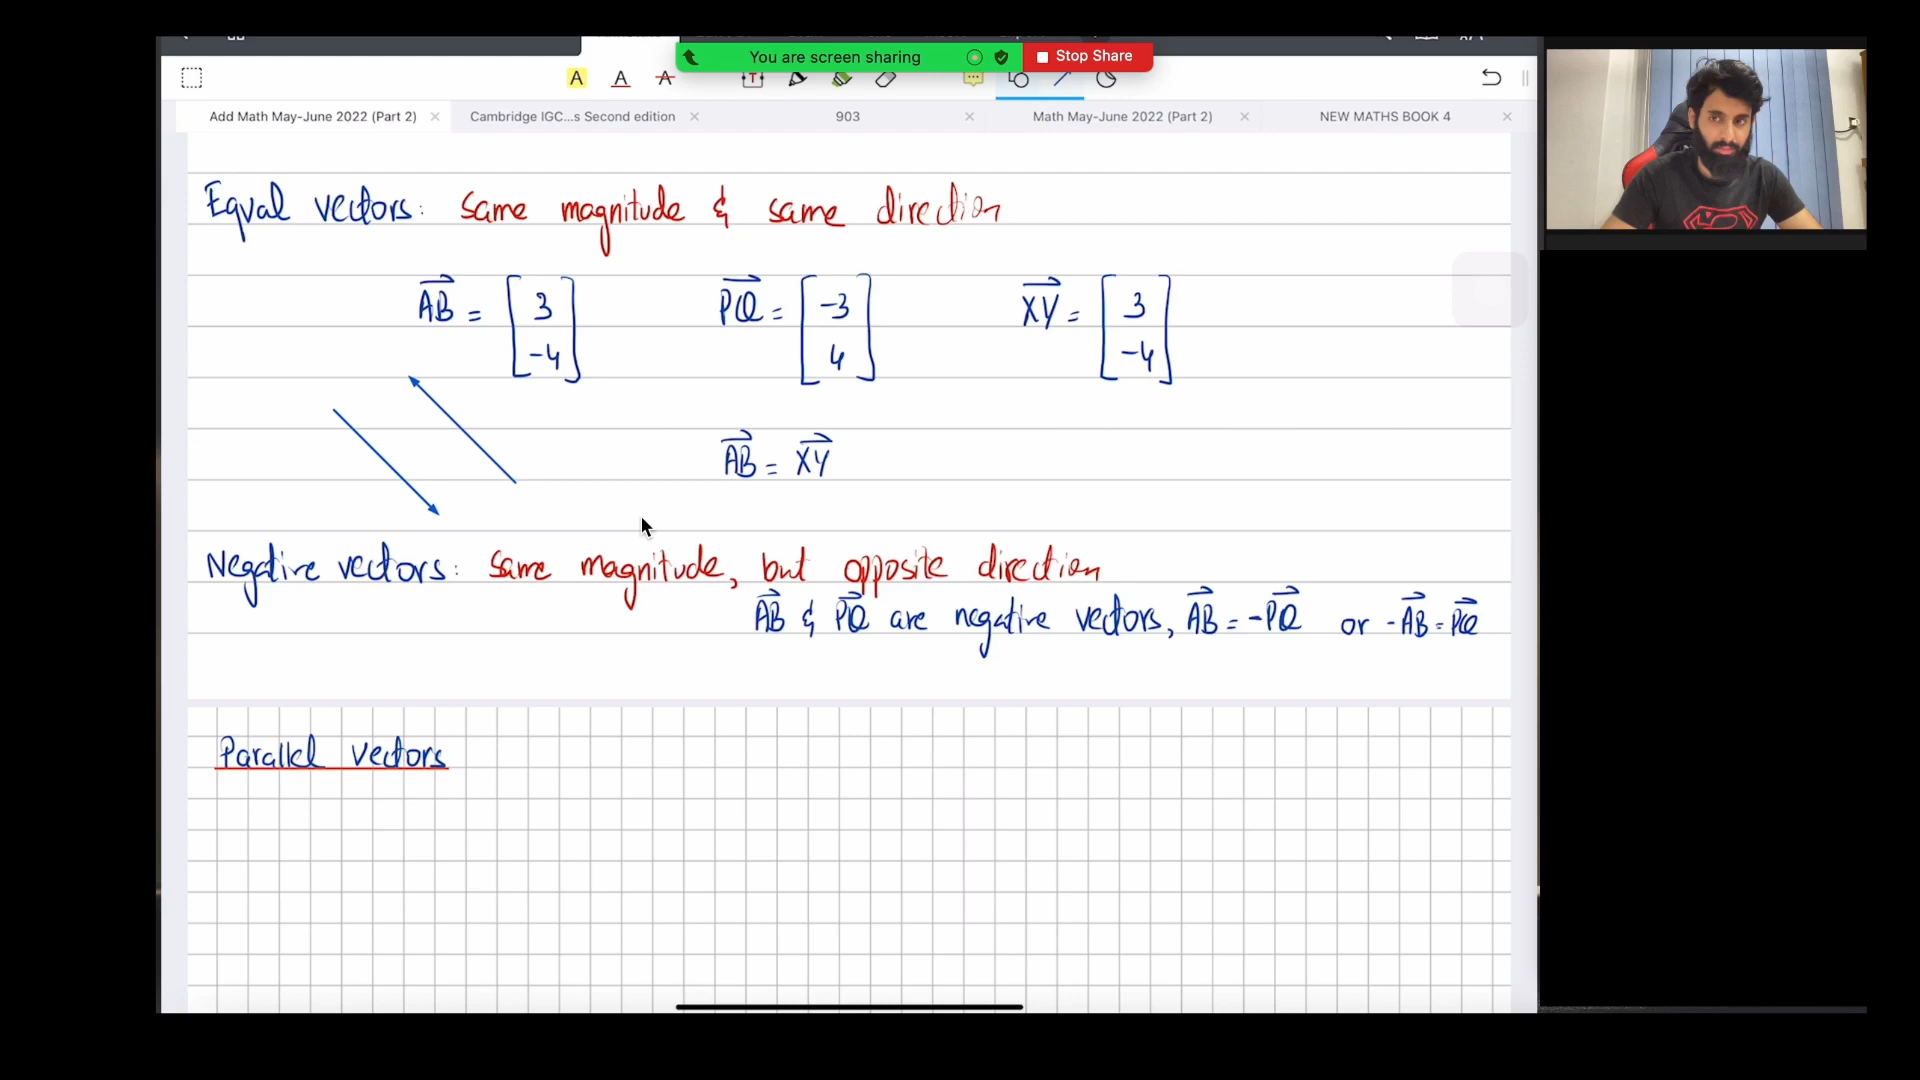 You are screen sharing
Stop Share
Add Math May-June 2022 (Part 2)
Cambridge IGC...s Second edition
903
Math May-June 2022 (Part 2)
NEW MATHS BOOK 4
Equal vectors: same magnitude & same direction
AB⃗ = [3 -4] PQ⃗ = [-3 4] XY⃗ = [3 -4]
AB⃗ = XY⃗
Negative vectors: same magnitude, but opposite direction
AB⃗ & PQ⃗ are negative vectors, AB⃗ = -PQ⃗ or -AB⃗ = PQ⃗
Parallel vectors